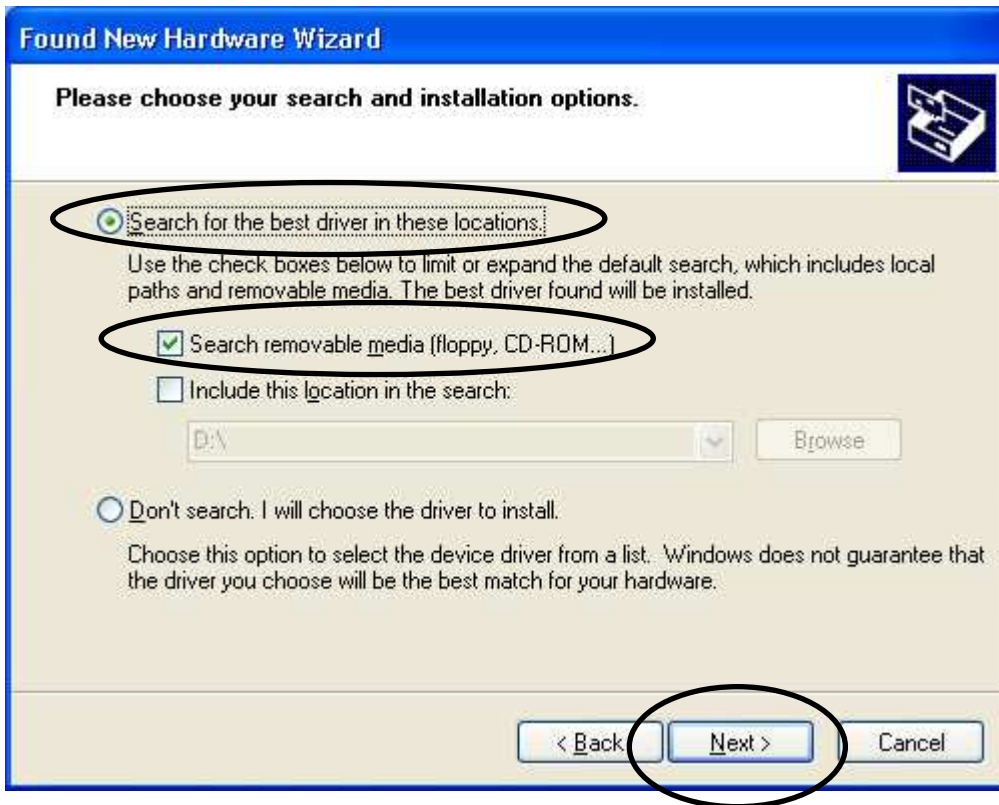 Found New Hardware Wizard
Please choose your search and installation options.
Search for the best driver in these locations.
Use the check boxes below to limit or expand the default search, which includes local
paths and removable media. The best driver found will be installed.
Search removable media (floppy, CD-ROM...)
Include this location in the search:
D:\
Browse
Don't search. I will choose the driver to install.
Choose this option to select the device driver from a list. Windows does not guarantee that
the driver you choose will be the best match for your hardware.
< Back
Next >
Cancel